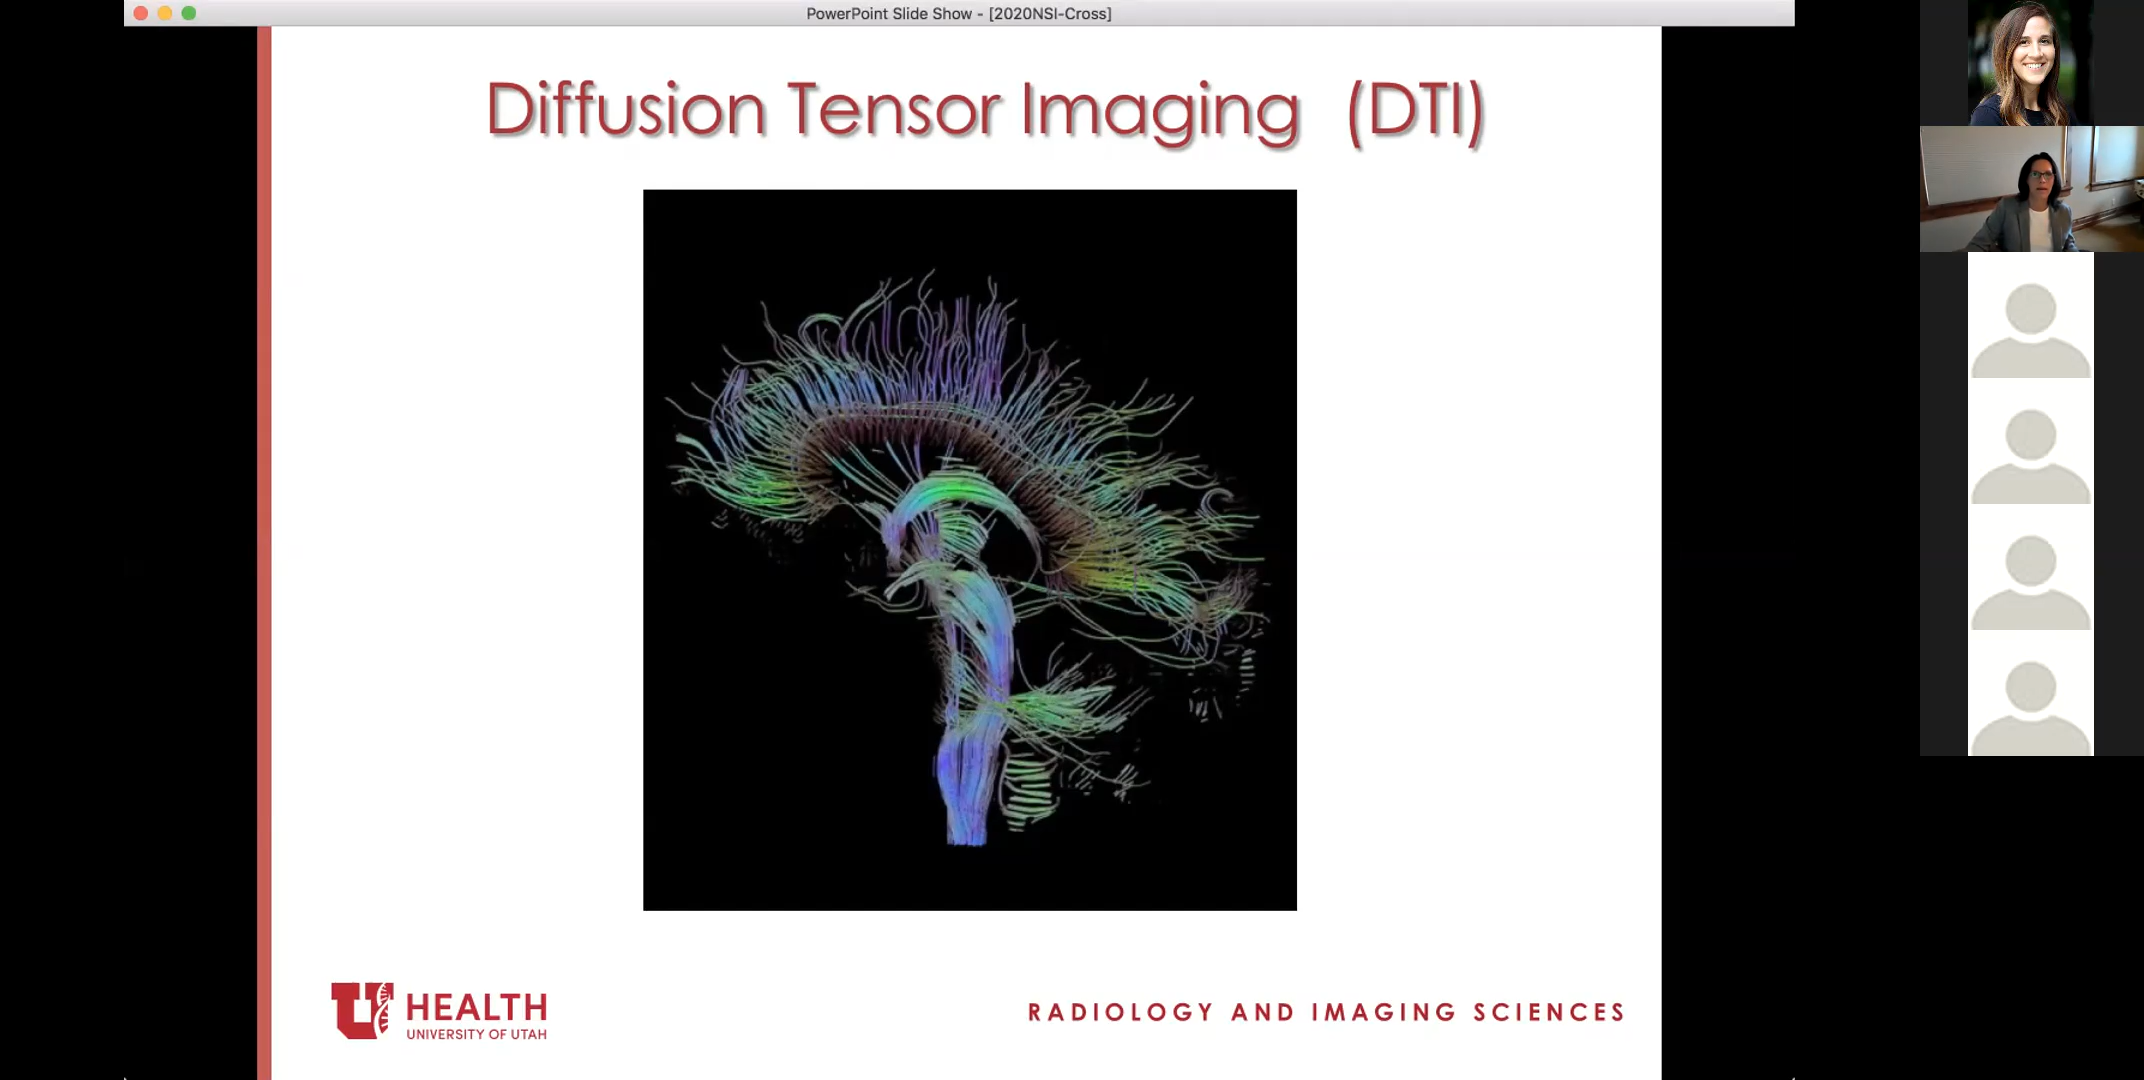 PowerPoint Slide Show - [2020NSI-Cross]
Diffusion Tensor Imaging (DTI)
U HEALTH
UNIVERSITY OF UTAH
RADIOLOGY AND IMAGING SCIENCES